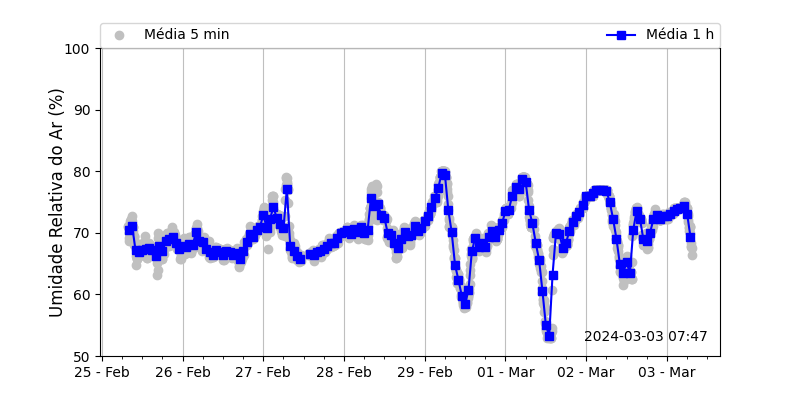 Média 5 min
Média 1 h
Umidade Relativa do Ar (%)
100
90
80
70
60
50
2024-03-03 07:47
25 - Feb
26 - Feb
27 - Feb
28 - Feb
29 - Feb
01 - Mar
02 - Mar
03 - Mar